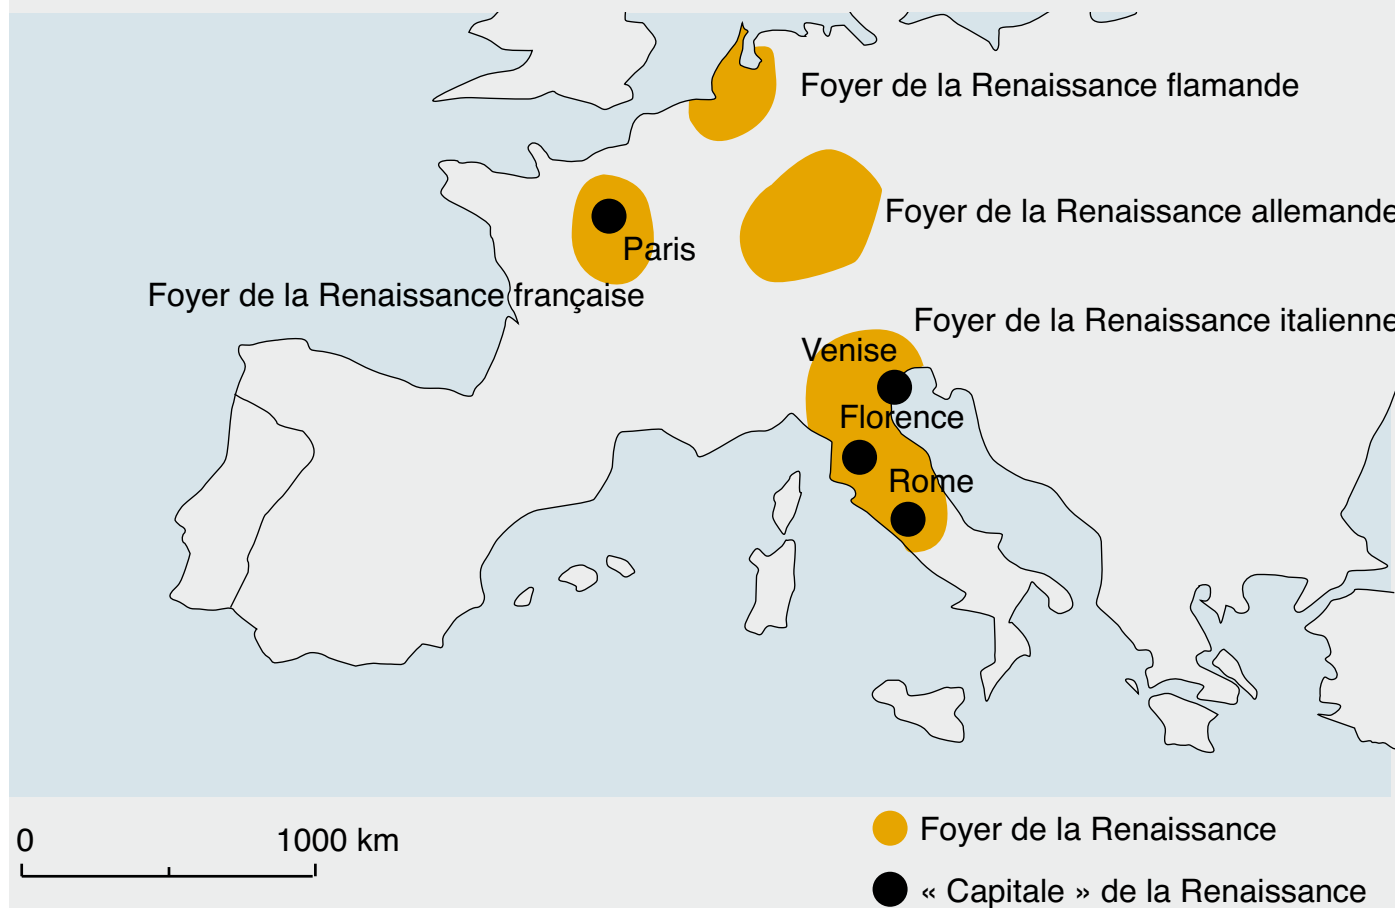 Foyer de la Renaissance flamande
Foyer de la Renaissance allemande
Paris
Foyer de la Renaissance française
Foyer de la Renaissance italienne
Venise
Florence
Rome
0 1000 km
Foyer de la Renaissance
« Capitale » de la Renaissance